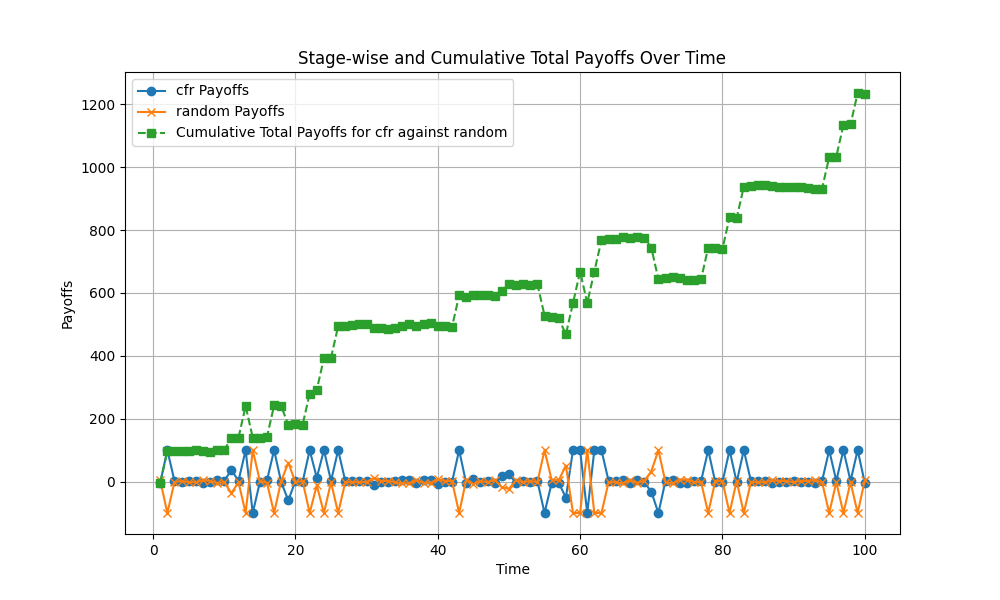 Stage-wise and Cumulative Total Payoffs Over Time
cfr Payoffs
random Payoffs
Cumulative Total Payoffs for cfr against random
1200
1000
800
600
400
200
0
Payoffs
0 20 40 60 80 100
Time